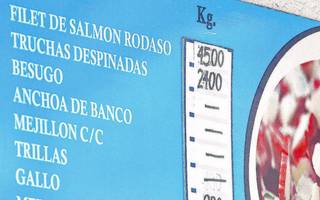 Kg.
FILET DE SALMON RODASO 4500
TRUCHAS DESPINADAS 2400
BESUGO
ANCHOA DE BANCO
MEJILLON C/C
TRILLAS
GALLO